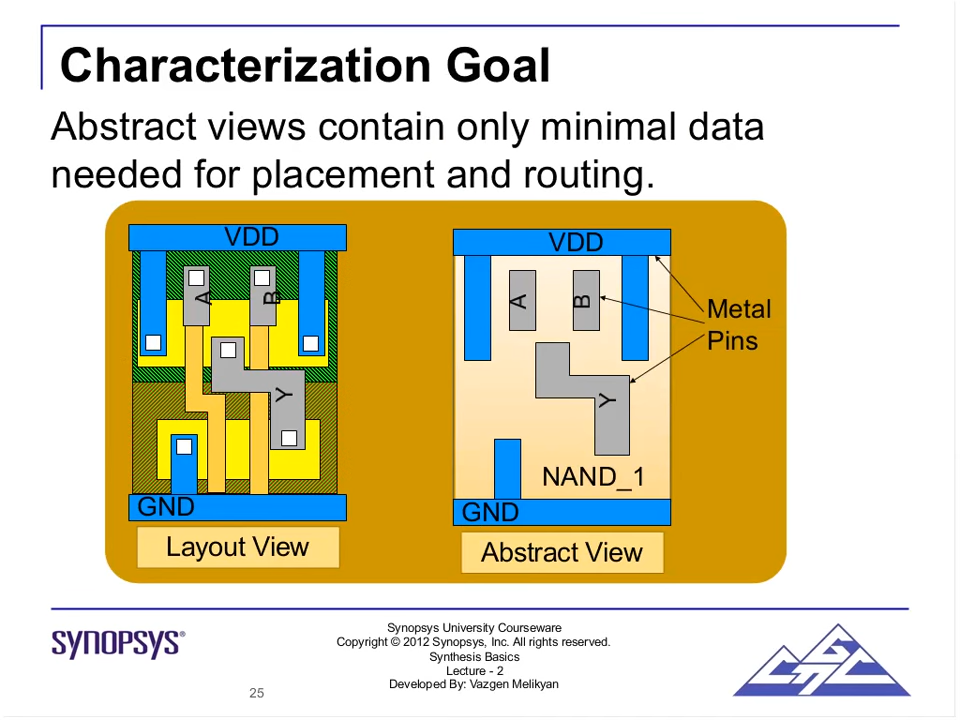 Characterization Goal
Abstract views contain only minimal data
needed for placement and routing.
VDD
A
B
Y
GND
Layout View
VDD
A
B
Y
NAND_1
GND
Abstract View
Metal
Pins
SYNOPSYS®
Synopsys University Courseware
Copyright © 2012 Synopsys, Inc. All rights reserved.
Synthesis Basics
Lecture - 2
Developed By: Vazgen Melikyan
25